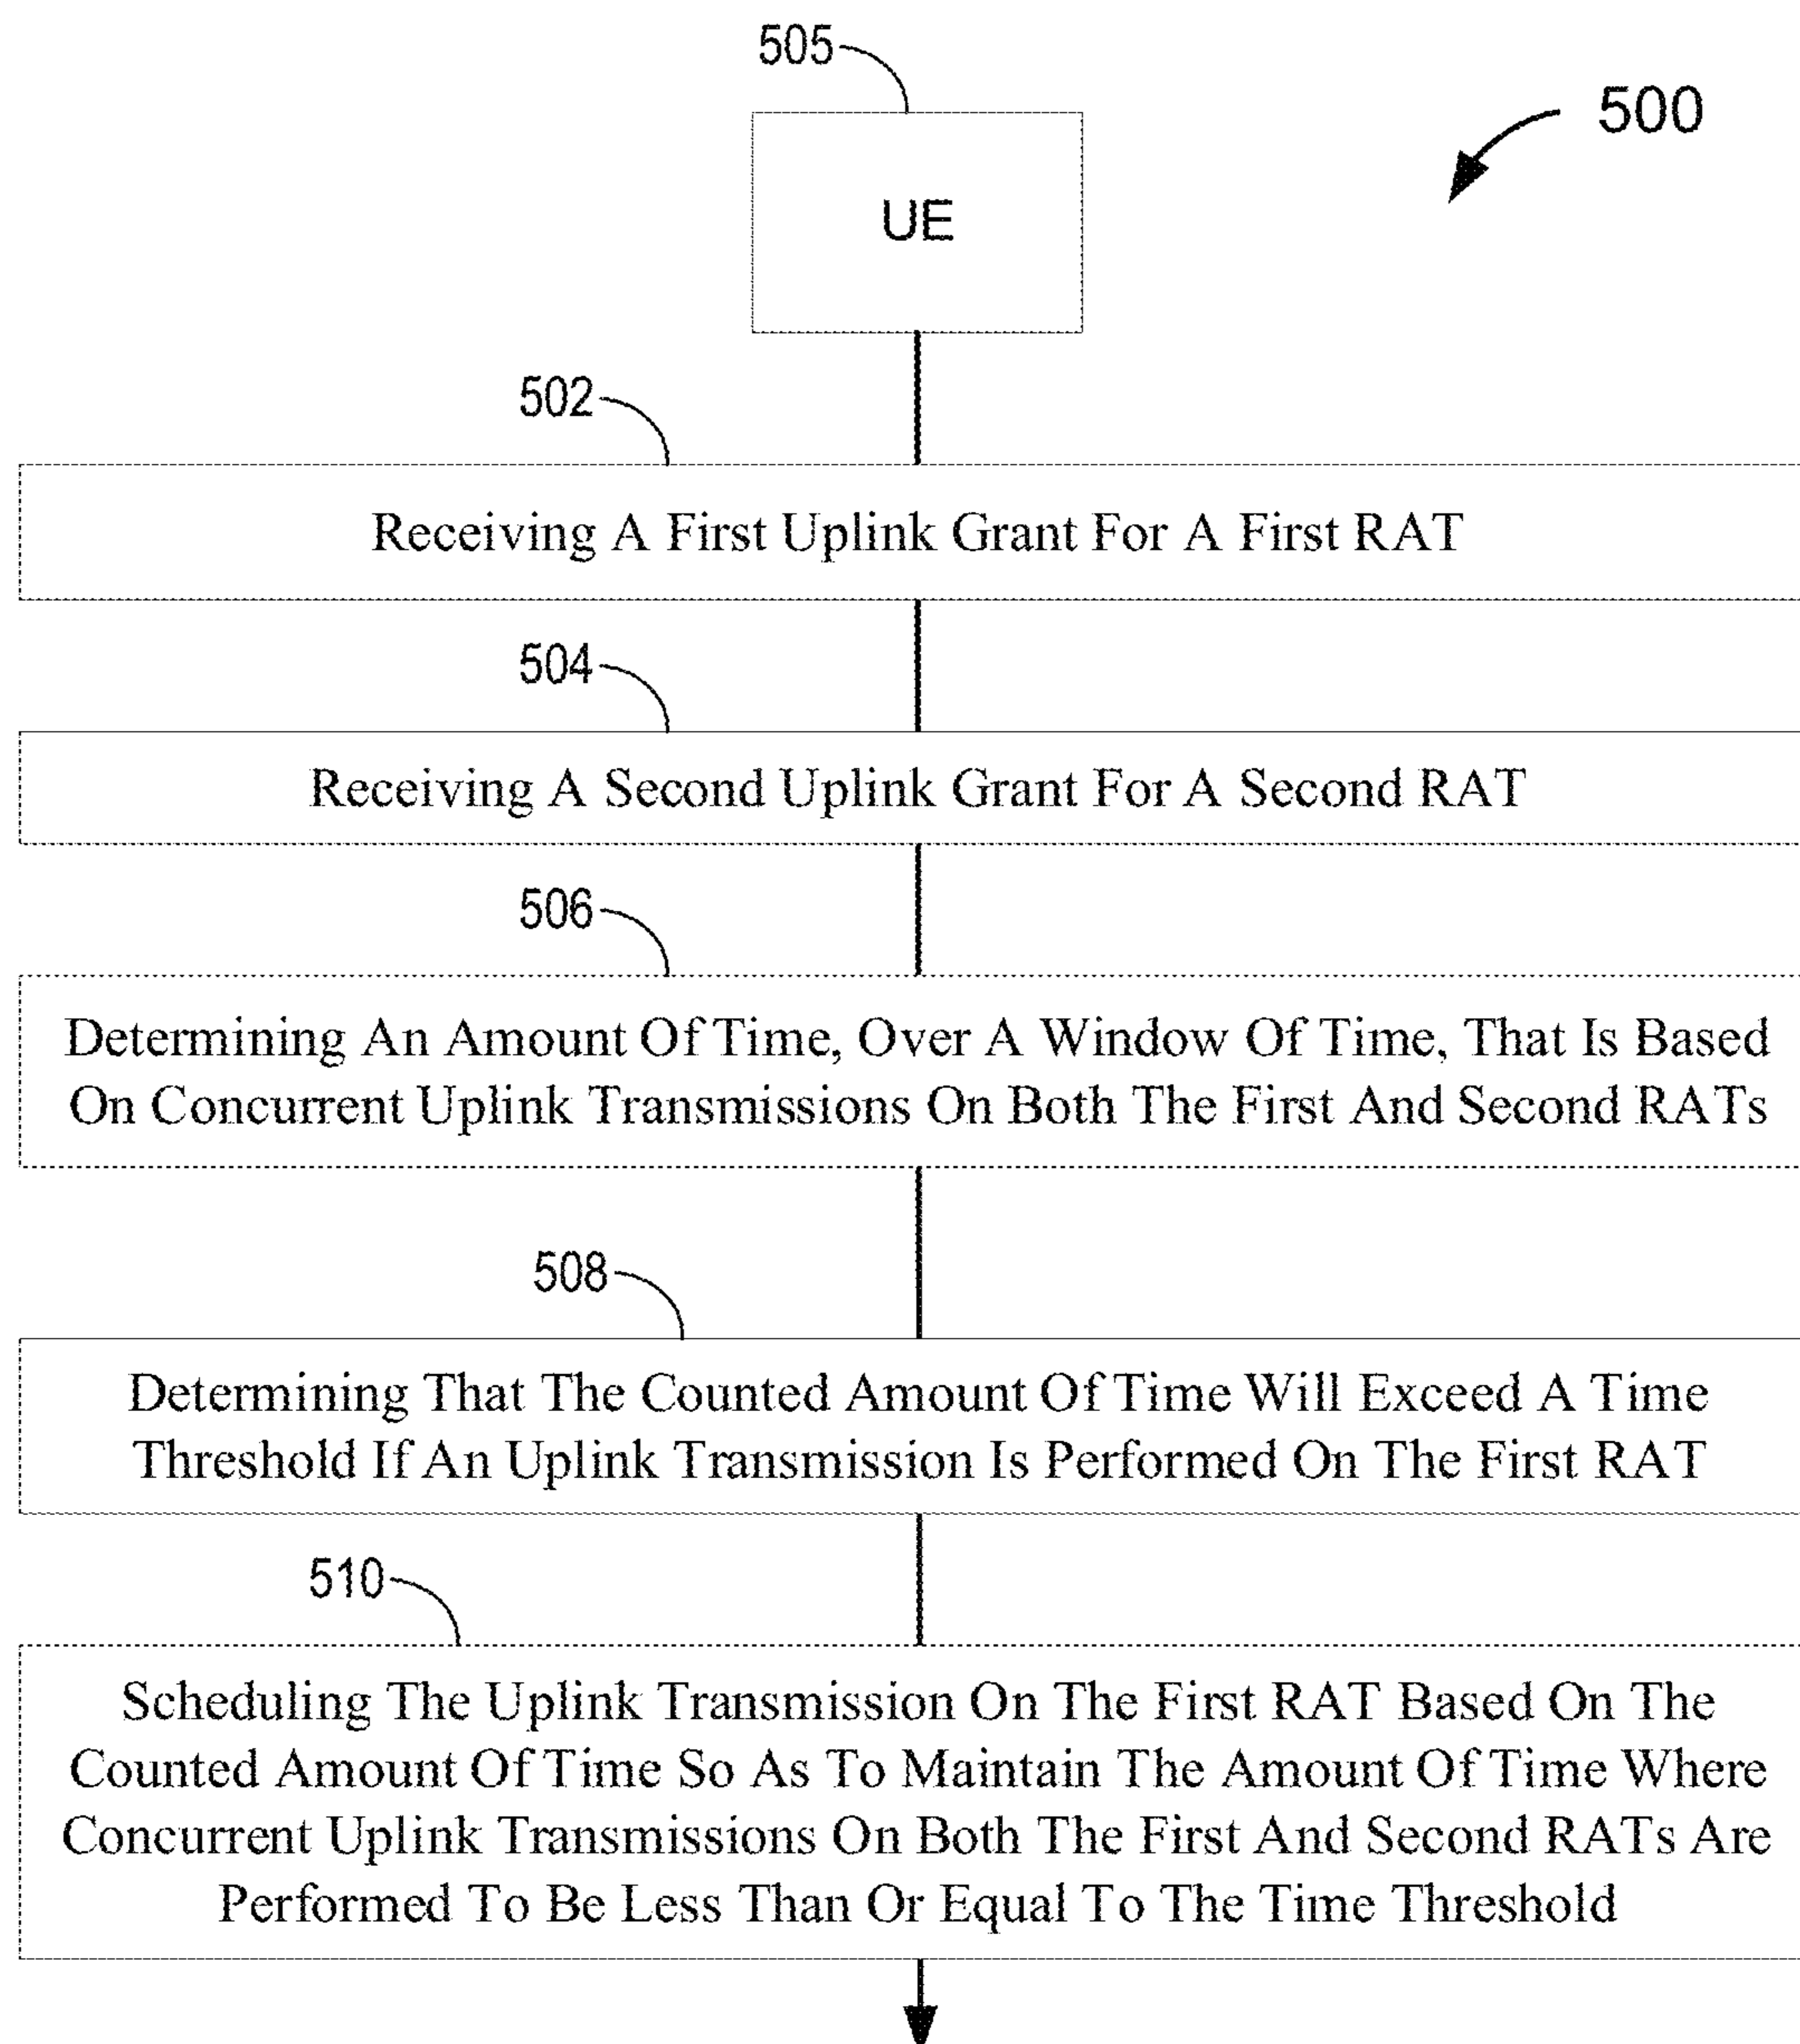 505
500
UE
502
Receiving A First Uplink Grant For A First RAT
504
Receiving A Second Uplink Grant For A Second RAT
506
Determining An Amount Of Time, Over A Window Of Time, That Is Based
On Concurrent Uplink Transmissions On Both The First And Second RATs
508
Determining That The Counted Amount Of Time Will Exceed A Time
Threshold If An Uplink Transmission Is Performed On The First RAT
510
Scheduling The Uplink Transmission On The First RAT Based On The
Counted Amount Of Time So As To Maintain The Amount Of Time Where
Concurrent Uplink Transmissions On Both The First And Second RATs Are
Performed To Be Less Than Or Equal To The Time Threshold